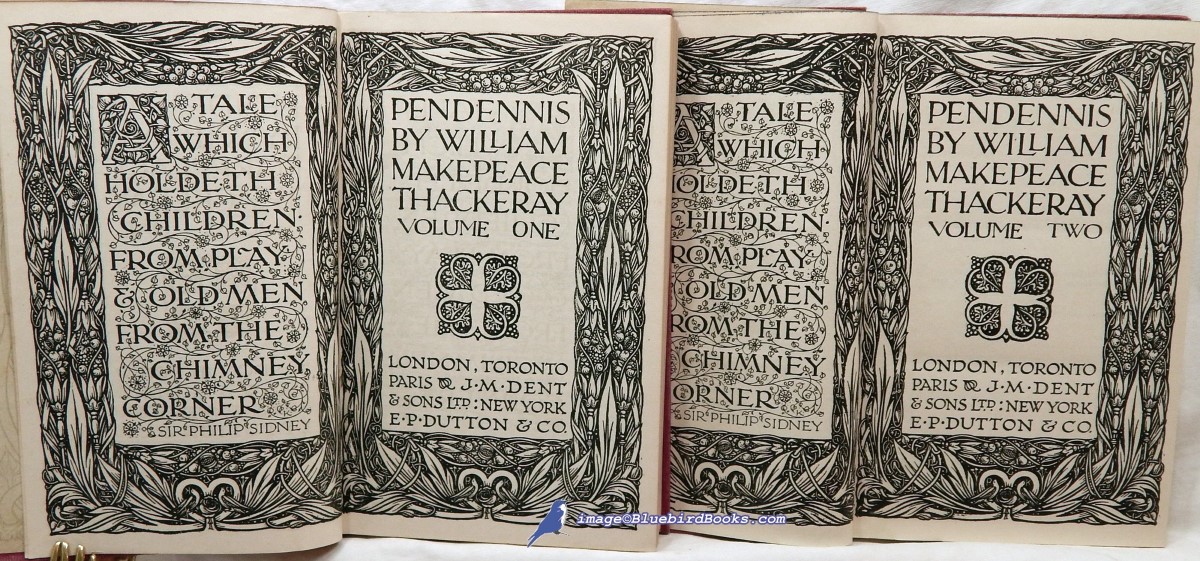 A TALE
WHICH
HOLDETH
CHILDREN
FROM PLAY
& OLD MEN
FROM THE
CHIMNEY
CORNER
SIR PHILIP SIDNEY
PENDENNIS
BY WILLIAM
MAKEPEACE
THACKERAY
VOLUME ONE
LONDON, TORONTO
PARIS & J.M.DENT
& SONS LTD: NEW YORK
E.P.DUTTON & CO.
A TALE
WHICH
HOLDETH
CHILDREN:
FROM PLAY
OLD MEN
FROM THE
CHIMNEY
CORNER
SIR PHILIP SIDNEY
PENDENNIS
BY WILLIAM
MAKEPEACE
THACKERAY
VOLUME TWO
LONDON, TORONTO
PARIS & J.M.DENT
& SONS LTD: NEW YORK
E.P.DUTTON & CO.
image©BluebirdBooks.com